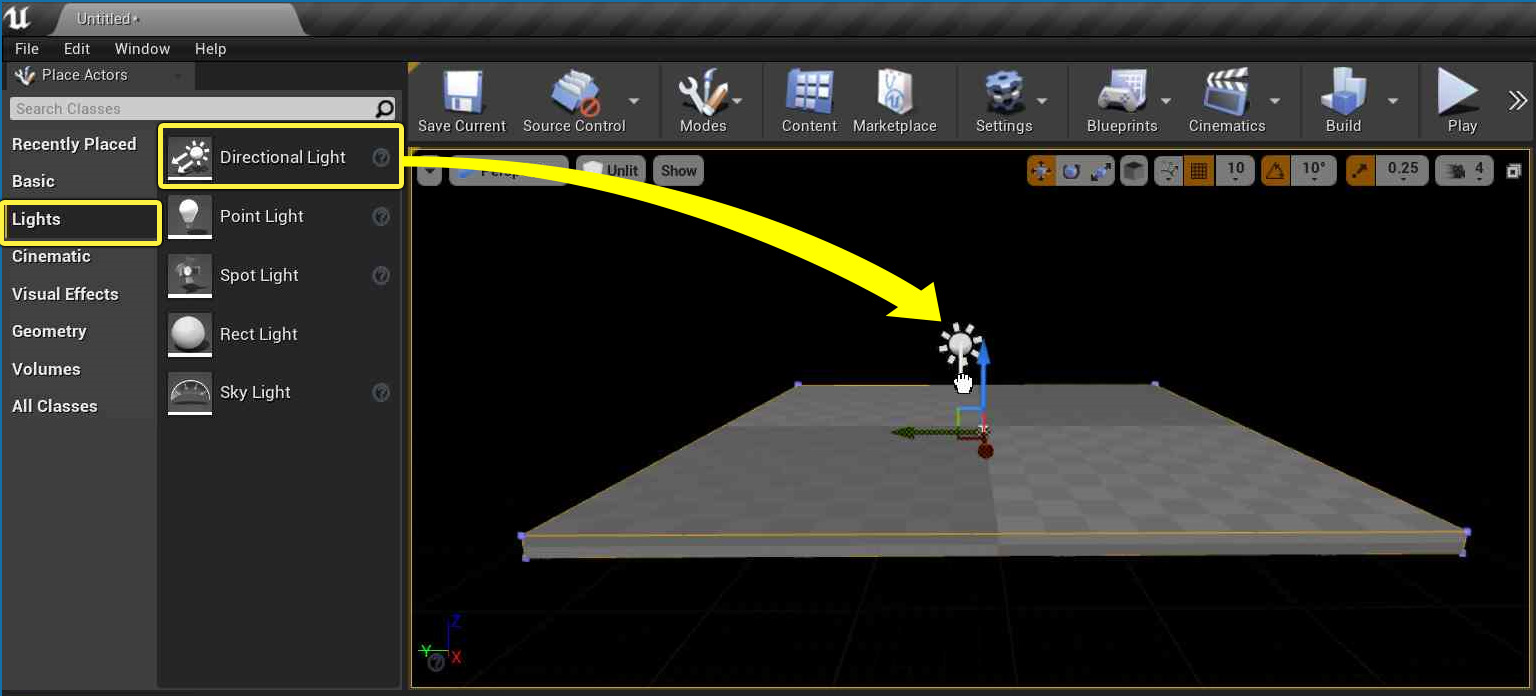 Untitled*
File Edit Window Help
Place Actors
Search Classes
Recently Placed
Basic
Lights
Cinematic
Visual Effects
Geometry
Volumes
All Classes
Directional Light
Point Light
Spot Light
Rect Light
Sky Light
Save Current Source Control Modes Content Marketplace Settings Blueprints Cinematics Build Play
Unlit Show 10 10° 0.25 4
Z
Y
X